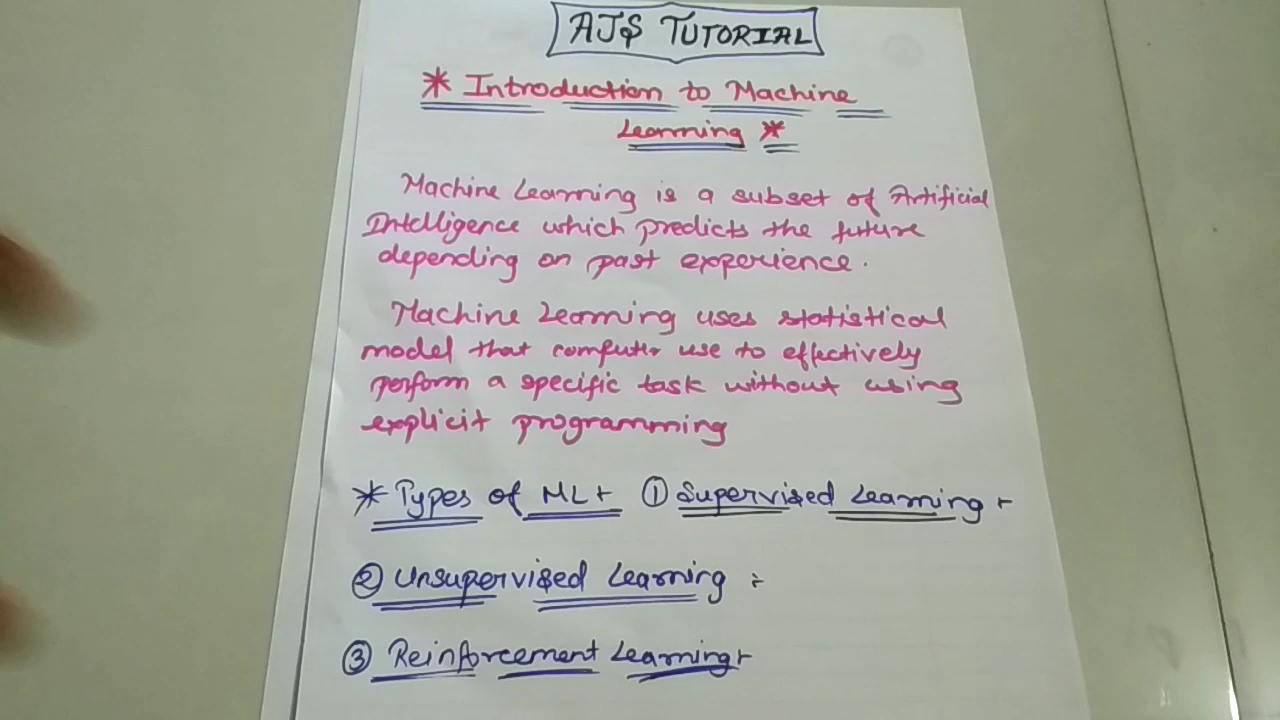 AJ$ TUTORIAL
* Introduction to Machine
Learning *
Machine Learning is a subset of Artificial
Intelligence which predicts the future
depending on past experience.
Machine Learning uses statistical
model that computer use to effectively
perform a specific task without using
explicit programming
* Types of ML÷ ① Supervised Learning ÷
② Unsupervised Learning ÷
③ Reinforcement Learning÷